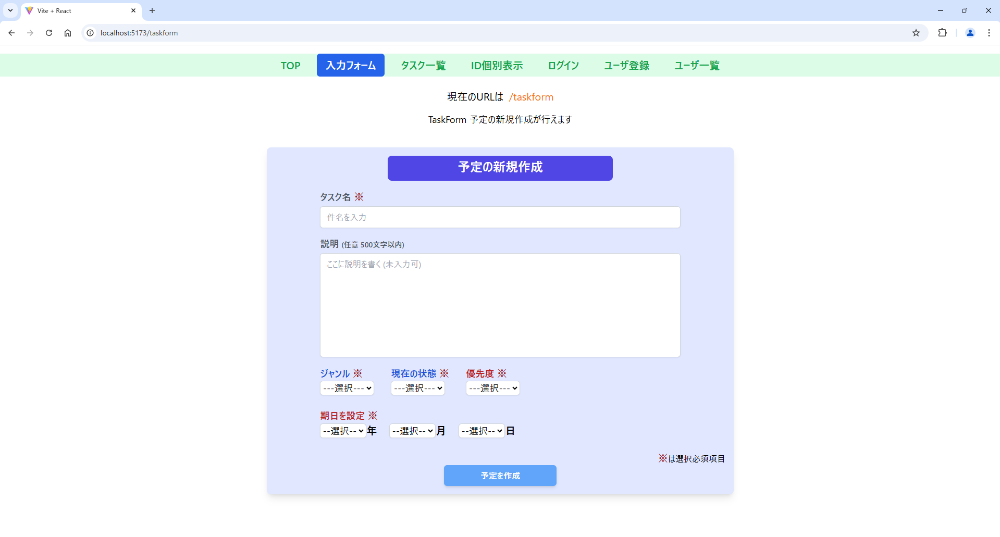 Vite + React
localhost:5173/taskform
TOP 入力フォーム タスク一覧 ID個別表示 ログイン ユーザ登録 ユーザ一覧
現在のURLは /taskform
TaskForm 予定の新規作成が行えます
予定の新規作成
タスク名 ※
件名を入力
説明 (任意 500文字以内)
ここに説明を書く(未入力可)
ジャンル ※ 現在の状態 ※ 優先度 ※
---選択--- ---選択--- ---選択---
期日を設定 ※
--選択-- 年 --選択-- 月 --選択-- 日
※は選択必須項目
予定を作成